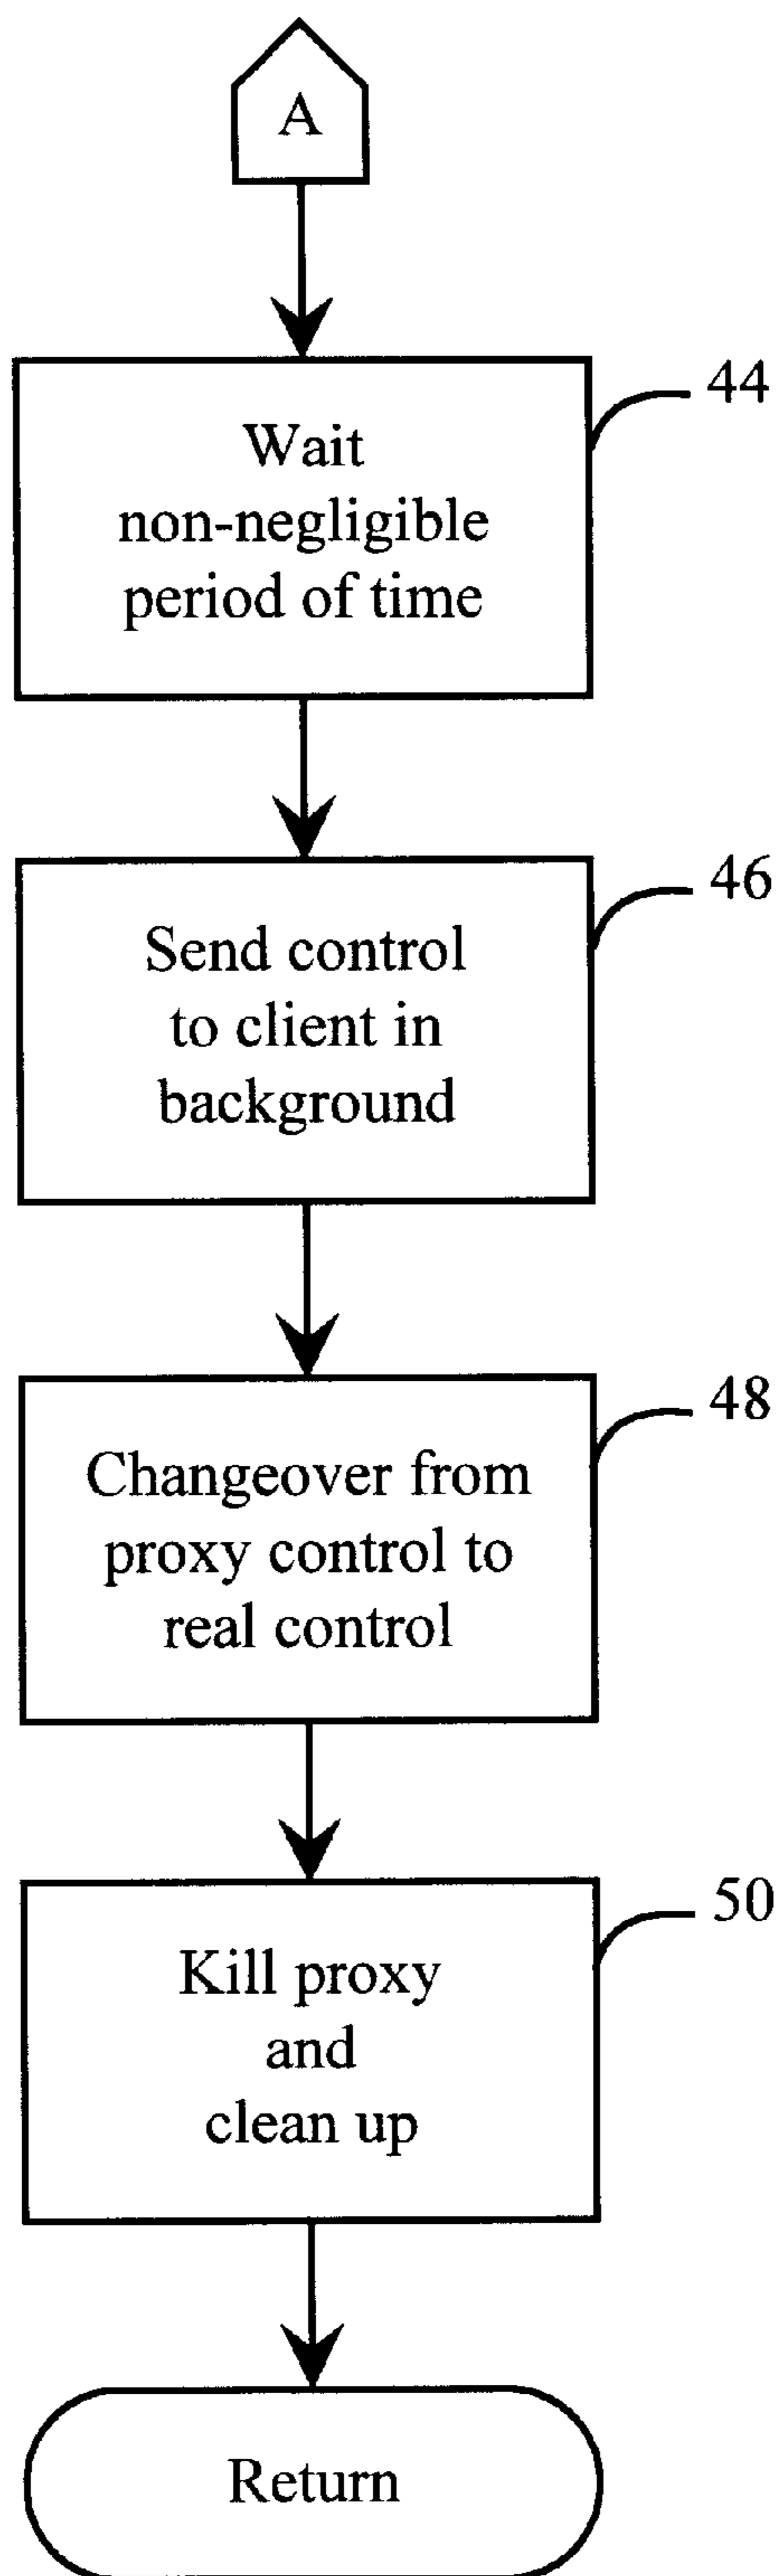 A
44
Wait
non-negligible
period of time
46
Send control
to client in
background
48
Changeover from
proxy control to
real control
50
Kill proxy
and
clean up
Return